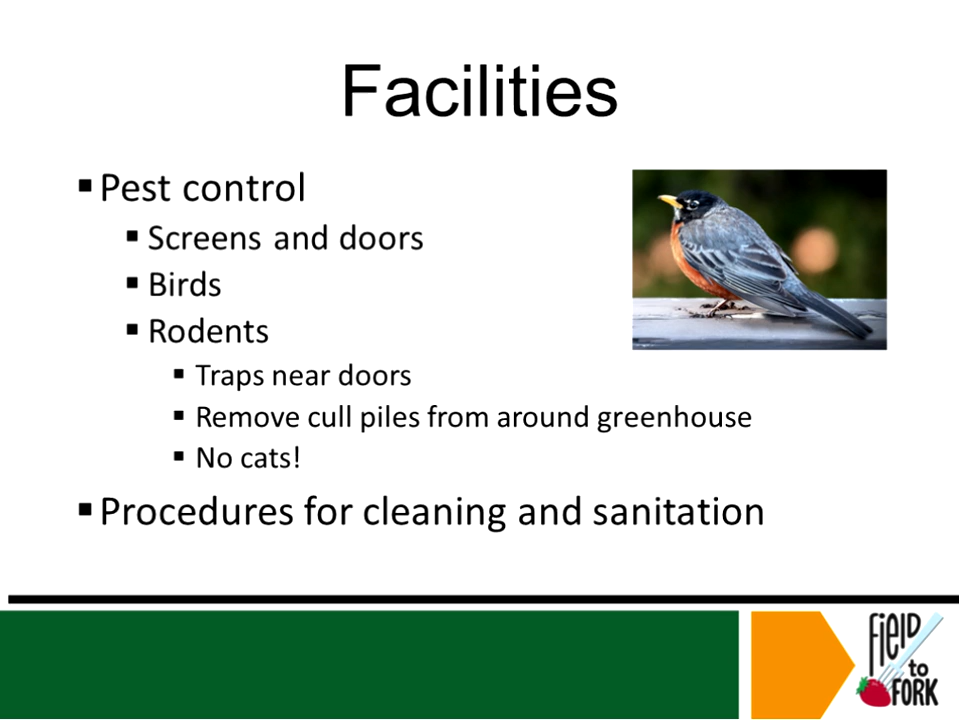 Facilities
▪ Pest control
▪ Screens and doors
▪ Birds
▪ Rodents
▪ Traps near doors
▪ Remove cull piles from around greenhouse
▪ No cats!
▪ Procedures for cleaning and sanitation
FiElD
to
FORK